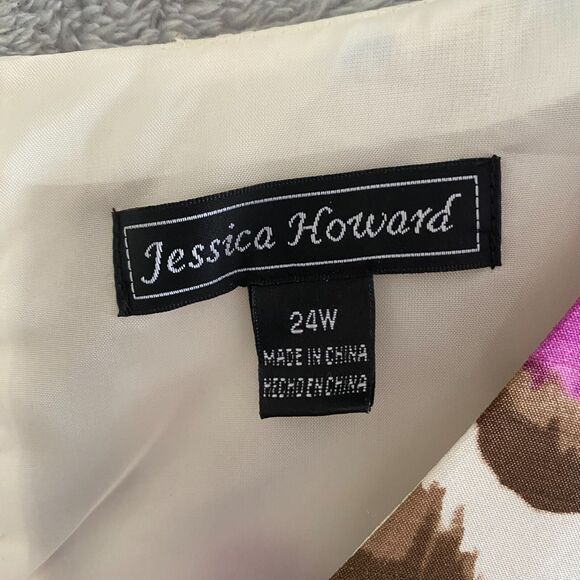 Jessica Howard
24W
MADE IN CHINA
HECHO EN CHINA